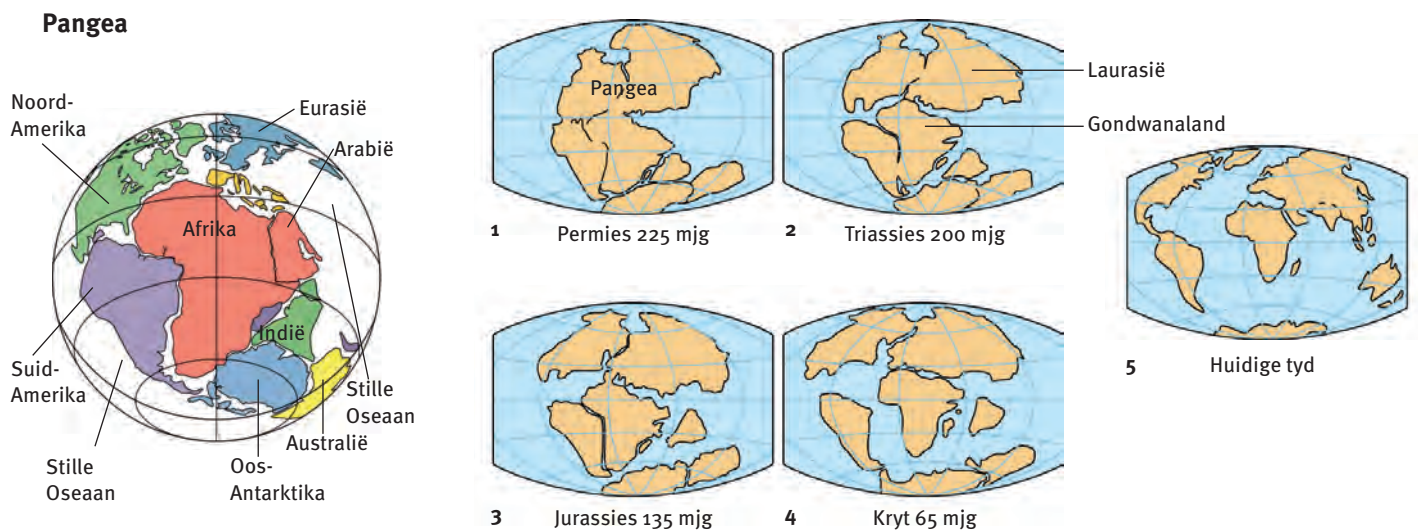 Pangea
Noord-
Amerika
Eurasië
Arabië
Afrika
Indië
Suid-
Amerika
Stille
Oseaan
Australië
Oos-
Antarktika
Stille
Oseaan
Pangea
1 Permies 225 mjg
Laurasië
Gondwanaland
2 Triassies 200 mjg
3 Jurassies 135 mjg
4 Kryt 65 mjg
5 Huidige tyd